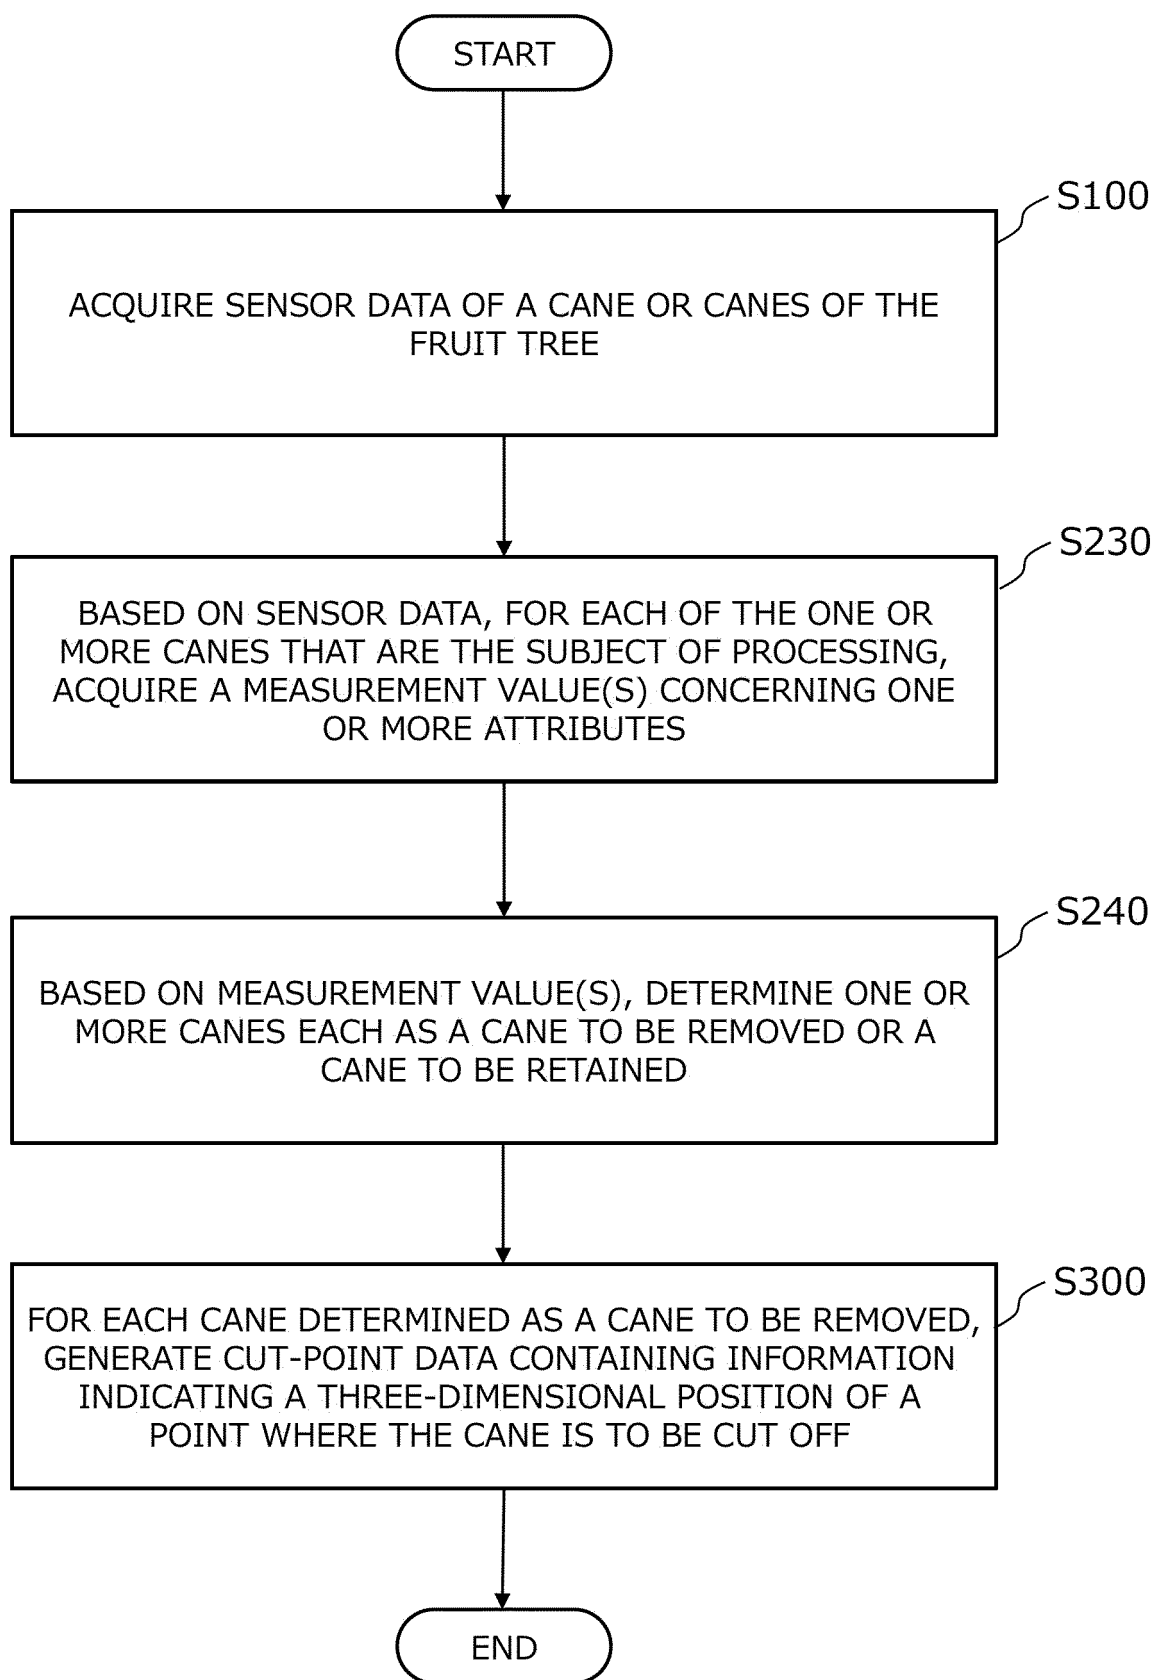 START
S100
ACQUIRE SENSOR DATA OF A CANE OR CANES OF THE
FRUIT TREE
S230
BASED ON SENSOR DATA, FOR EACH OF THE ONE OR
MORE CANES THAT ARE THE SUBJECT OF PROCESSING,
ACQUIRE A MEASUREMENT VALUE(S) CONCERNING ONE
OR MORE ATTRIBUTES
S240
BASED ON MEASUREMENT VALUE(S), DETERMINE ONE OR
MORE CANES EACH AS A CANE TO BE REMOVED OR A
CANE TO BE RETAINED
S300
FOR EACH CANE DETERMINED AS A CANE TO BE REMOVED,
GENERATE CUT-POINT DATA CONTAINING INFORMATION
INDICATING A THREE-DIMENSIONAL POSITION OF A
POINT WHERE THE CANE IS TO BE CUT OFF
END